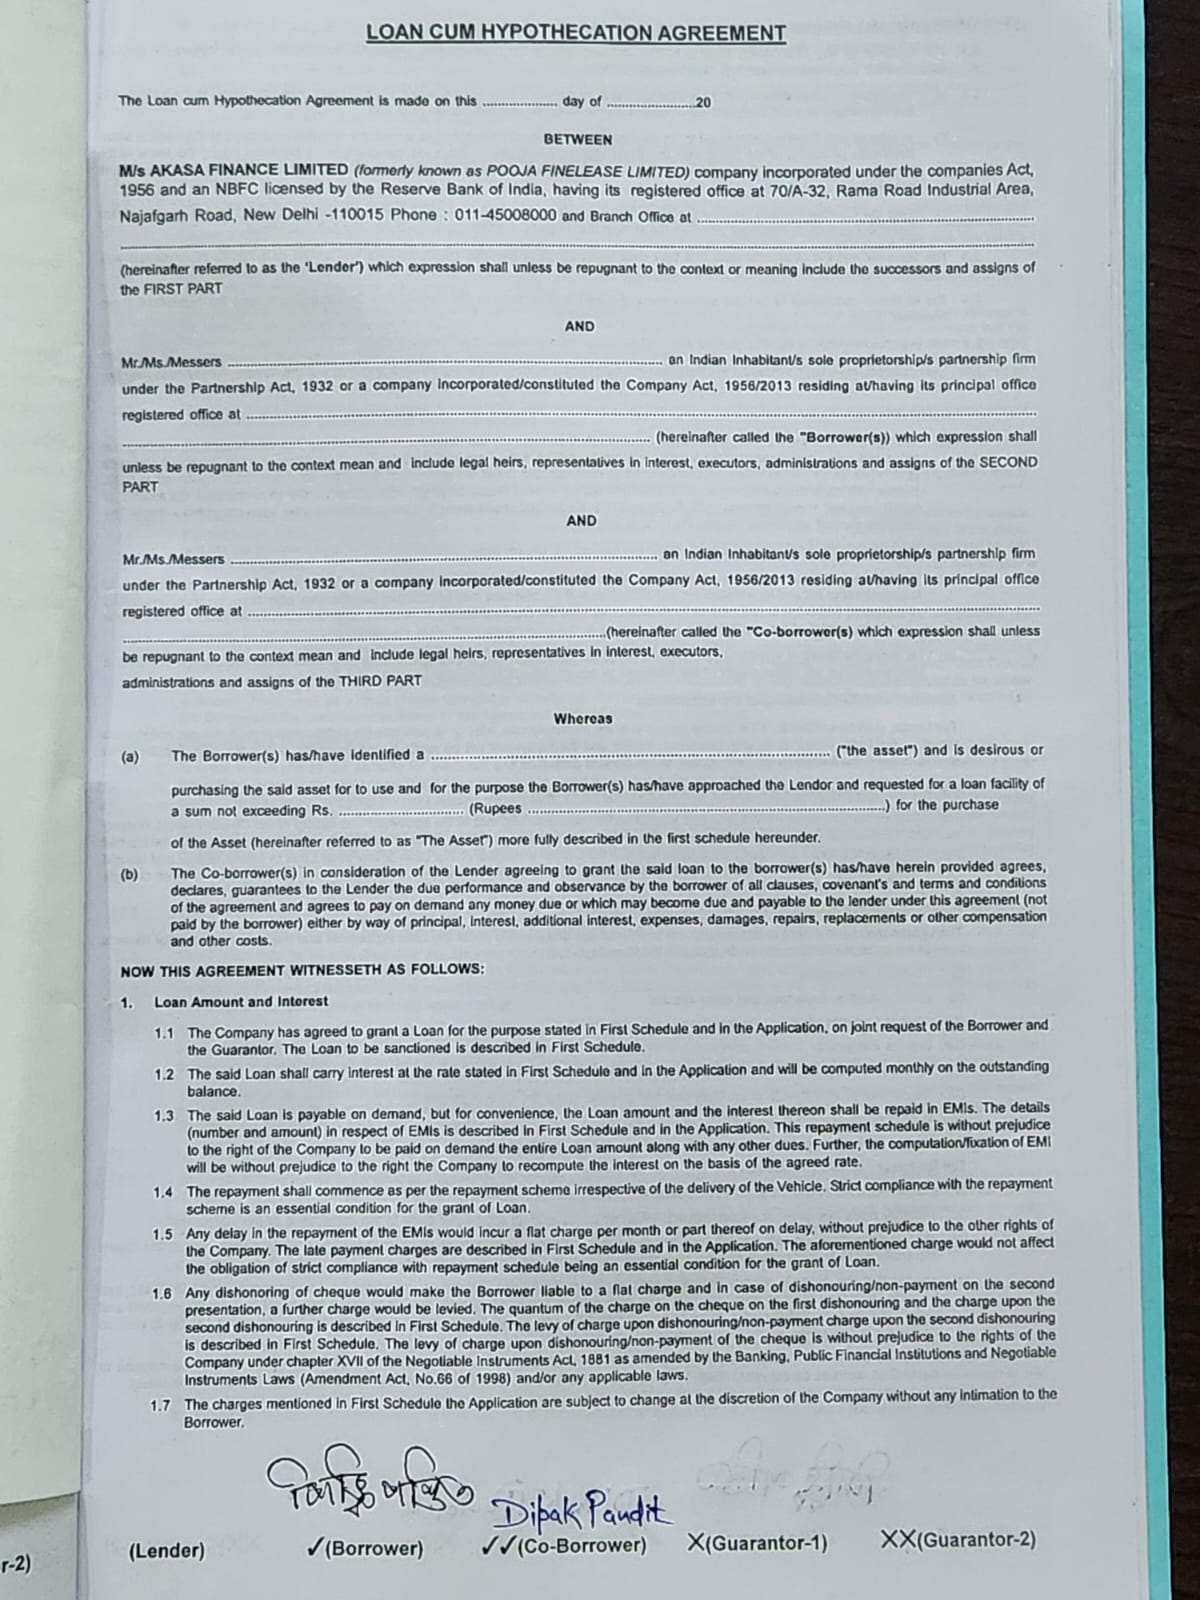 LOAN CUM HYPOTHECATION AGREEMENT
The Loan cum Hypothecation Agreement is made on this .................... day of ........................20
BETWEEN
M/s AKASA FINANCE LIMITED (formerly known as POOJA FINELEASE LIMITED) company incorporated under the companies Act,
1956 and an NBFC licensed by the Reserve Bank of India, having its registered office at 70/A-32, Rama Road Industrial Area,
Najafgarh Road, New Delhi -110015 Phone : 011-45008000 and Branch Office at ....................
....................
(hereinafter referred to as the 'Lender') which expression shall unless be repugnant to the context or meaning include the successors and assigns of
the FIRST PART
AND
Mr./Ms./Messers .................... an Indian Inhabitant/s sole proprietorship/s partnership firm
under the Partnership Act, 1932 or a company incorporated/constituted the Company Act, 1956/2013 residing at/having its principal office
registered office at ....................
.................... (hereinafter called the "Borrower(s)) which expression shall
unless be repugnant to the context mean and include legal heirs, representatives in interest, executors, administrations and assigns of the SECOND
PART
AND
Mr./Ms./Messers .................... an Indian Inhabitant/s sole proprietorship/s partnership firm
under the Partnership Act, 1932 or a company incorporated/constituted the Company Act, 1956/2013 residing at/having its principal office
registered office at ....................
....................(hereinafter called the "Co-borrower(s) which expression shall unless
be repugnant to the context mean and include legal heirs, representatives in interest, executors,
administrations and assigns of the THIRD PART
Whereas
(a) The Borrower(s) has/have identified a .................... ("the asset") and is desirous or
purchasing the said asset for to use and for the purpose the Borrower(s) has/have approached the Lendor and requested for a loan facility of
a sum not exceeding Rs. .................... (Rupees ....................) for the purchase
of the Asset (hereinafter referred to as "The Asset") more fully described in the first schedule hereunder.
(b) The Co-borrower(s) in consideration of the Lender agreeing to grant the said loan to the borrower(s) has/have herein provided agrees,
declares, guarantees to the Lender the due performance and observance by the borrower of all clauses, covenant's and terms and conditions
of the agreement and agrees to pay on demand any money due or which may become due and payable to the lender under this agreement (not
paid by the borrower) either by way of principal, interest, additional interest, expenses, damages, repairs, replacements or other compensation
and other costs.
NOW THIS AGREEMENT WITNESSETH AS FOLLOWS:
1. Loan Amount and Interest
1.1 The Company has agreed to grant a Loan for the purpose stated in First Schedule and in the Application, on joint request of the Borrower and
the Guarantor. The Loan to be sanctioned is described in First Schedule.
1.2 The said Loan shall carry interest at the rate stated in First Schedule and in the Application and will be computed monthly on the outstanding
balance.
1.3 The said Loan is payable on demand, but for convenience, the Loan amount and the interest thereon shall be repaid in EMIs. The details
(number and amount) in respect of EMIs is described in First Schedule and in the Application. This repayment schedule is without prejudice
to the right of the Company to be paid on demand the entire Loan amount along with any other dues. Further, the computation/fixation of EMI
will be without prejudice to the right the Company to recompute the interest on the basis of the agreed rate.
1.4 The repayment shall commence as per the repayment scheme irrespective of the delivery of the Vehicle. Strict compliance with the repayment
scheme is an essential condition for the grant of Loan.
1.5 Any delay in the repayment of the EMIs would incur a flat charge per month or part thereof on delay, without prejudice to the other rights of
the Company. The late payment charges are described in First Schedule and in the Application. The aforementioned charge would not affect
the obligation of strict compliance with repayment schedule being an essential condition for the grant of Loan.
1.6 Any dishonoring of cheque would make the Borrower liable to a flat charge and in case of dishonouring/non-payment on the second
presentation, a further charge would be levied. The quantum of the charge on the cheque on the first dishonouring and the charge upon the
second dishonouring is described in First Schedule. The levy of charge upon dishonouring/non-payment charge upon the second dishonouring
is described in First Schedule. The levy of charge upon dishonouring/non-payment of the cheque is without prejudice to the rights of the
Company under chapter XVII of the Negotiable Instruments Act, 1881 as amended by the Banking, Public Financial Institutions and Negotiable
Instruments Laws (Amendment Act, No.66 of 1998) and/or any applicable laws.
1.7 The charges mentioned in First Schedule the Application are subject to change at the discretion of the Company without any intimation to the
Borrower.
Dipak Pandit
(Lender) ✓(Borrower) ✓✓(Co-Borrower) X(Guarantor-1) XX(Guarantor-2)
r-2)